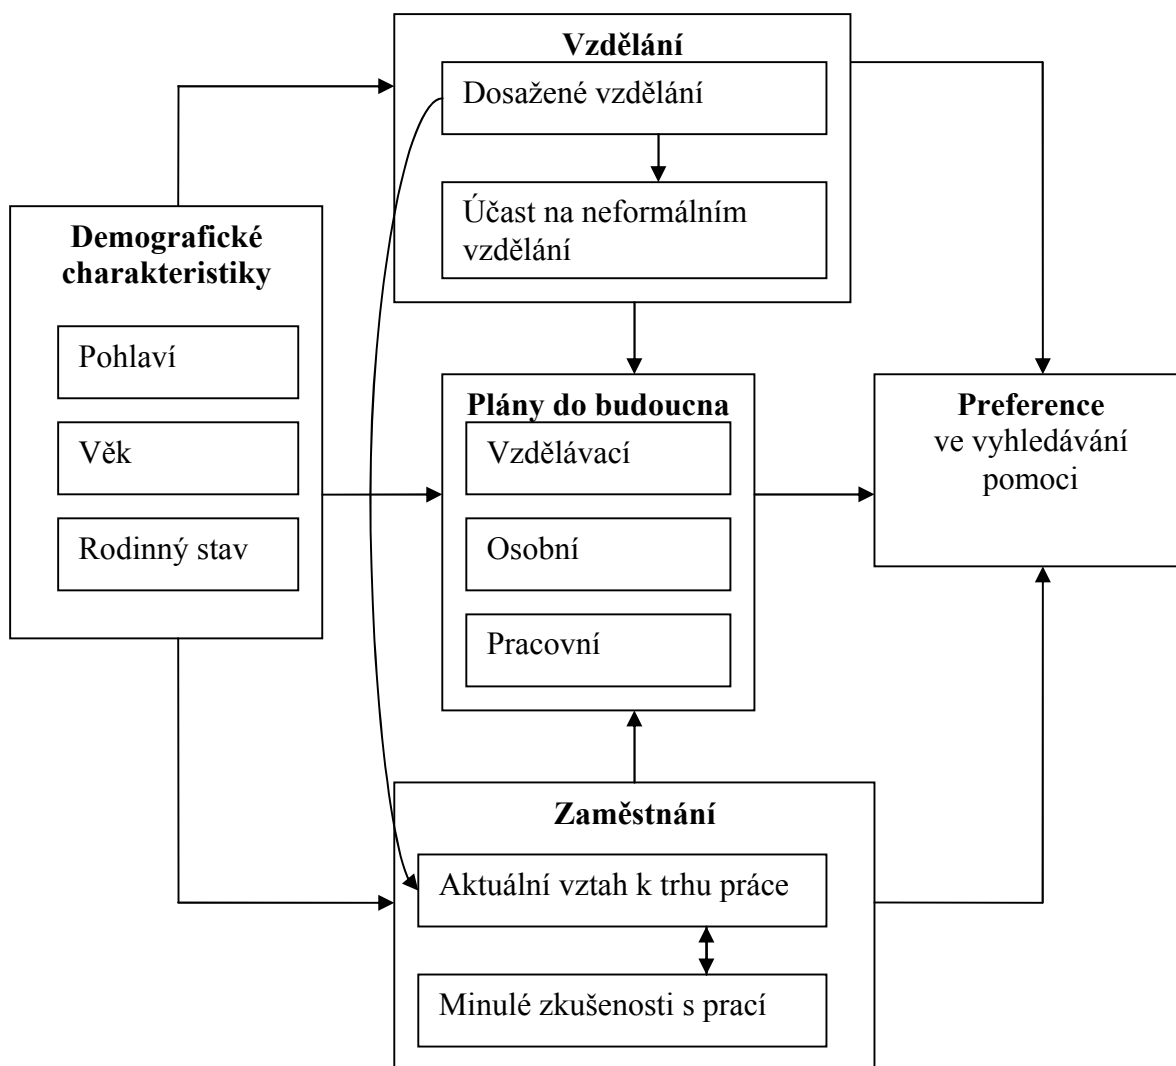 Vzdělání
Dosažené vzdělání
Účast na neformálním
vzdělání
Demografické
charakteristiky
Pohlaví
Věk
Rodinný stav
Plány do budoucna
Vzdělávací
Osobní
Pracovní
Preference
ve vyhledávání
pomoci
Zaměstnání
Aktuální vztah k trhu práce
Minulé zkušenosti s prací